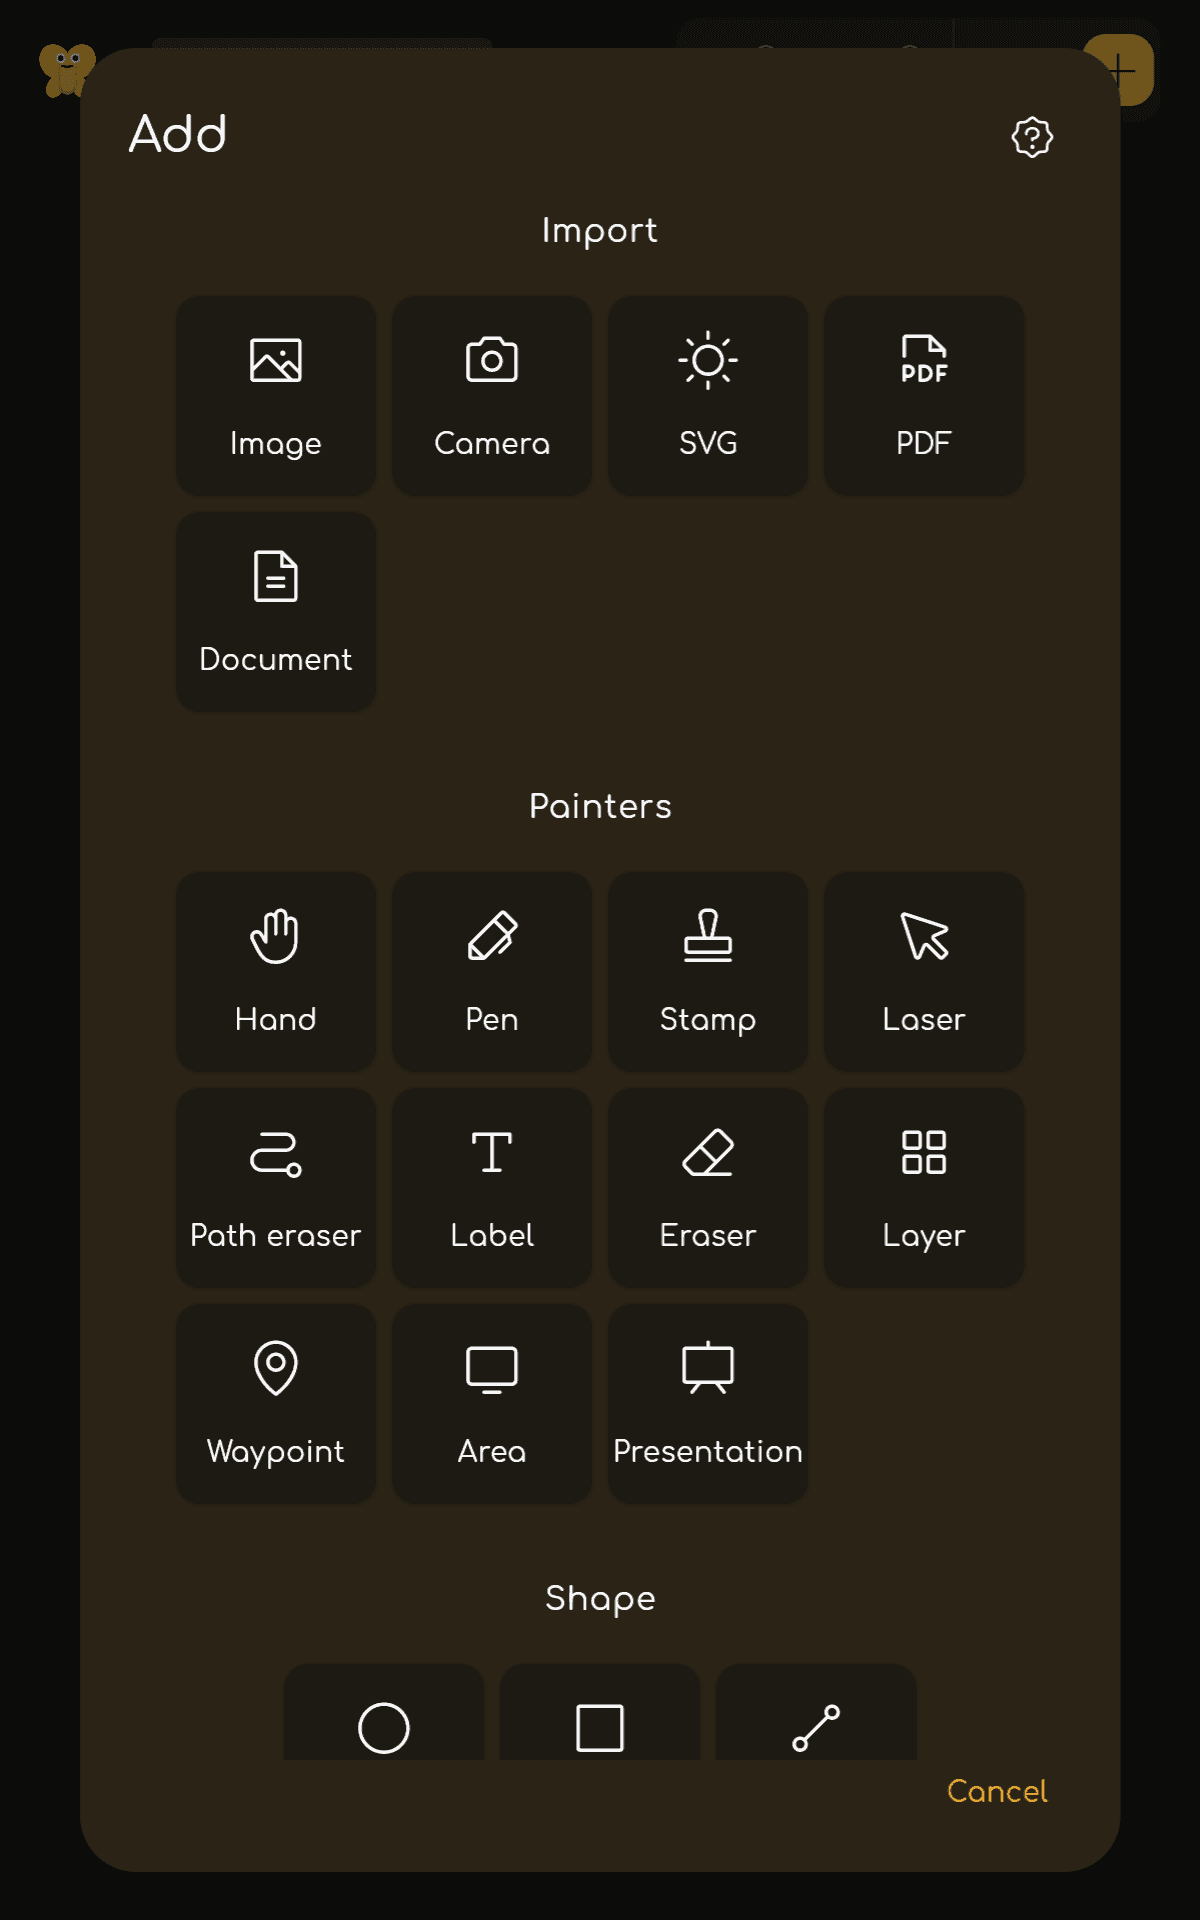 Add
Import
Image
Camera
SVG
PDF
PDF
Document
Painters
Hand
Pen
Stamp
Laser
Path eraser
Label
Eraser
Layer
Waypoint
Area
Presentation
Shape
Cancel